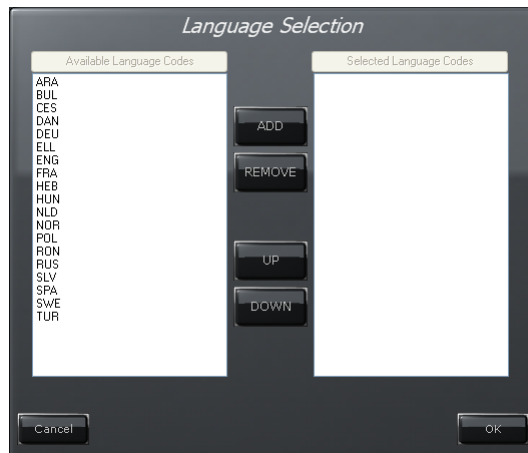 Language Selection
Available Language Codes
ARA
BUL
CES
DAN
DEU
ELL
ENG
FRA
HEB
HUN
NLD
NOR
POL
RON
RUS
SLV
SPA
SWE
TUR
ADD
REMOVE
UP
DOWN
Selected Language Codes
Cancel
OK